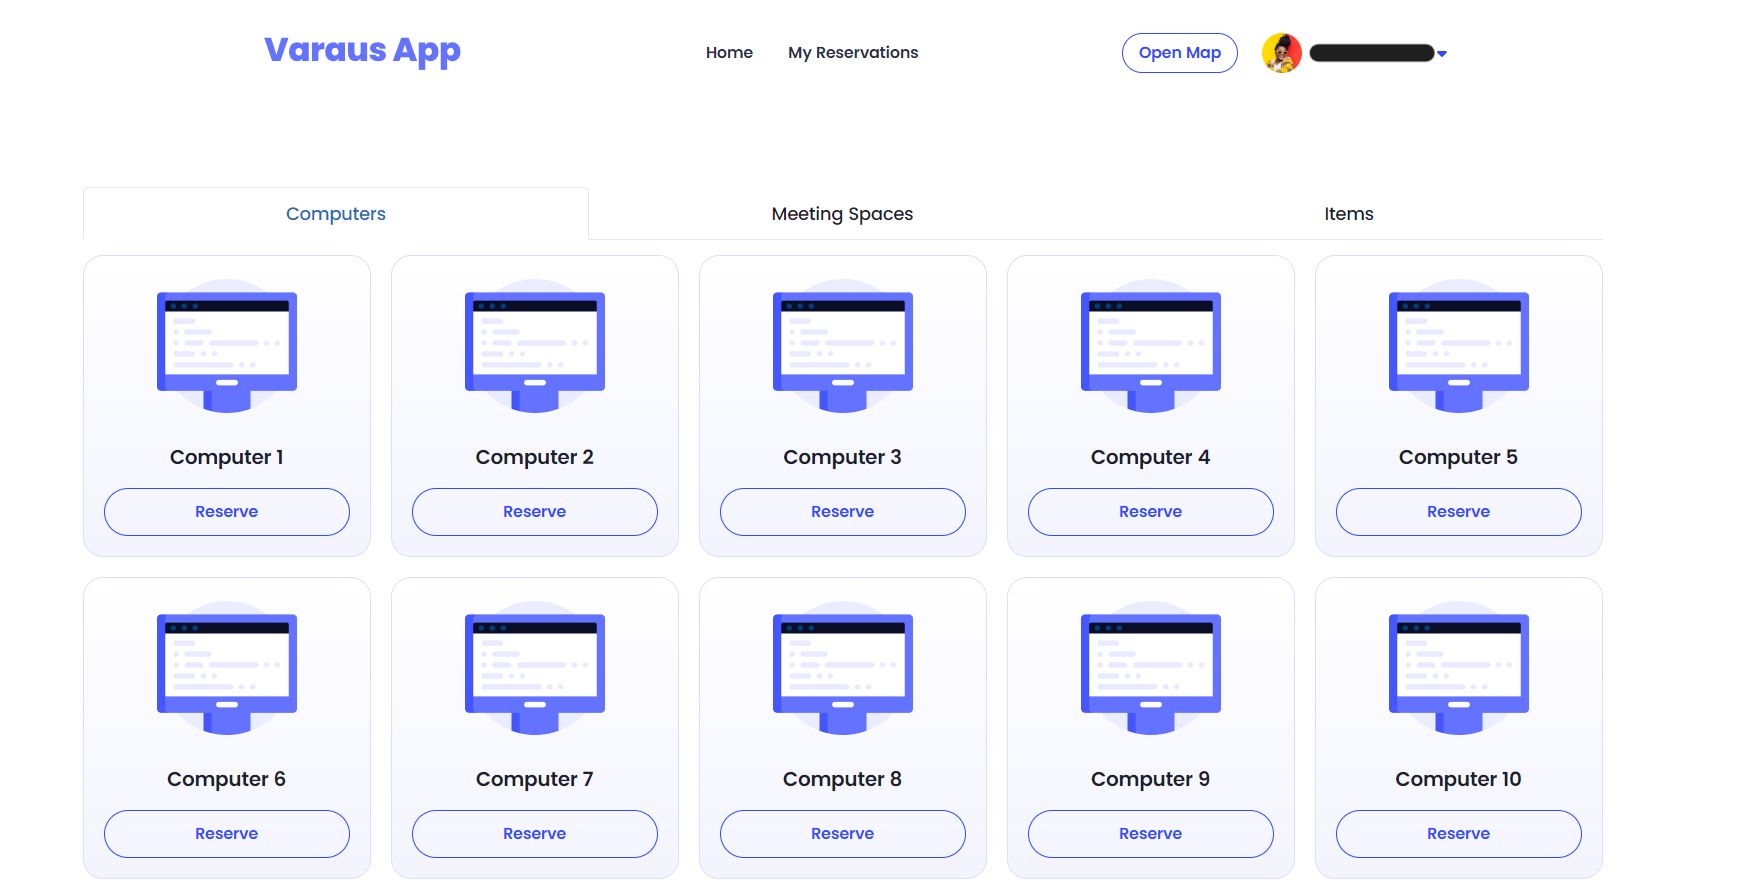 Varaus App
Home
My Reservations
Open Map
Computers
Meeting Spaces
Items
Computer 1
Computer 2
Computer 3
Computer 4
Computer 5
Reserve
Reserve
Reserve
Reserve
Reserve
Computer 6
Computer 7
Computer 8
Computer 9
Computer 10
Reserve
Reserve
Reserve
Reserve
Reserve